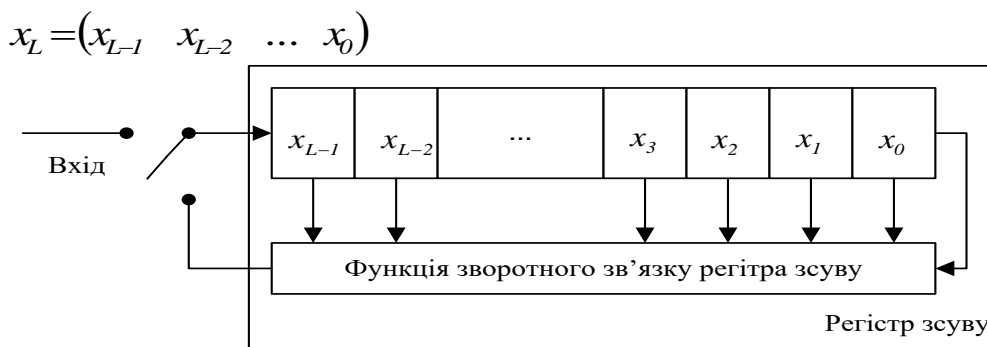 x_L=(x_{L-1} x_{L-2} ... x_0)
x_{L-1} x_{L-2} ... x_3 x_2 x_1 x_0
Вхід
Функція зворотного зв’язку регітра зсуву
Регістр зсуву